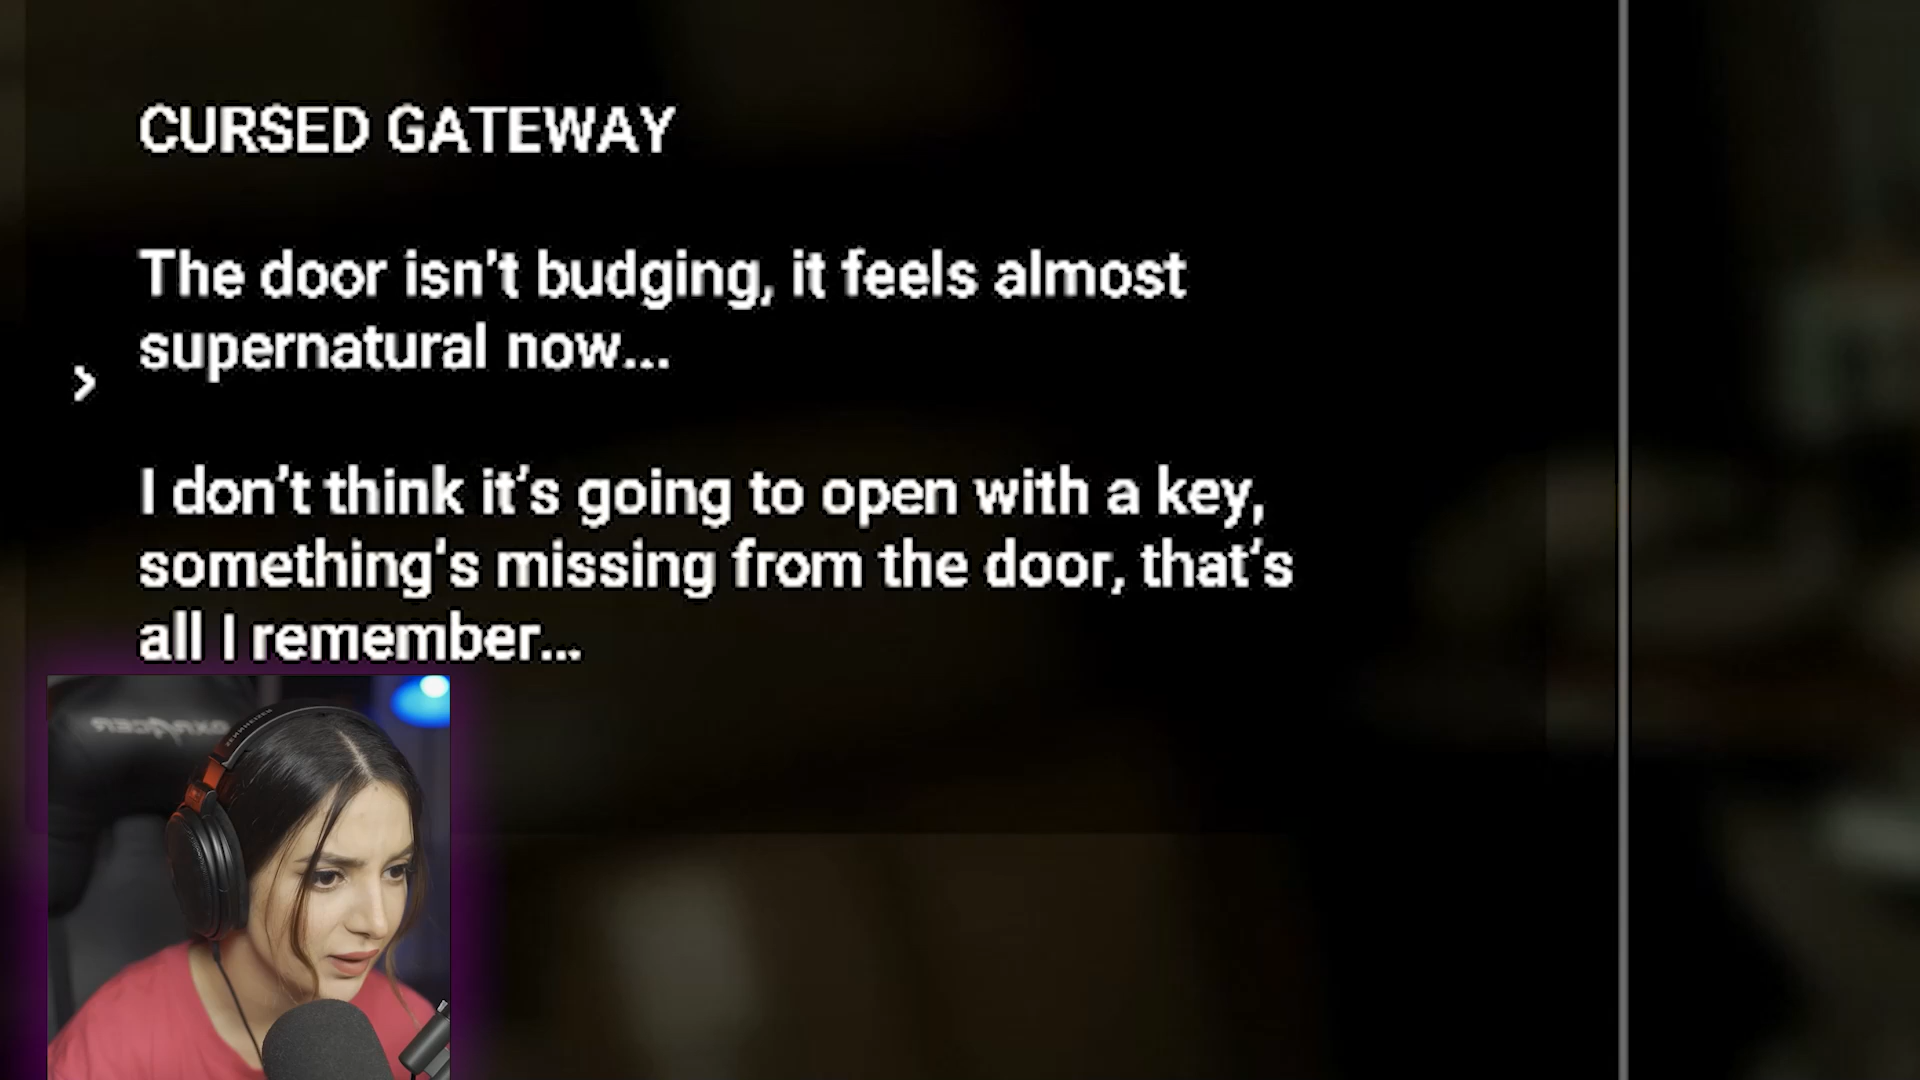 CURSED GATEWAY
The door isn’t budging, it feels almost
supernatural now...
>
I don’t think it’s going to open with a key,
something's missing from the door, that’s
all I remember...